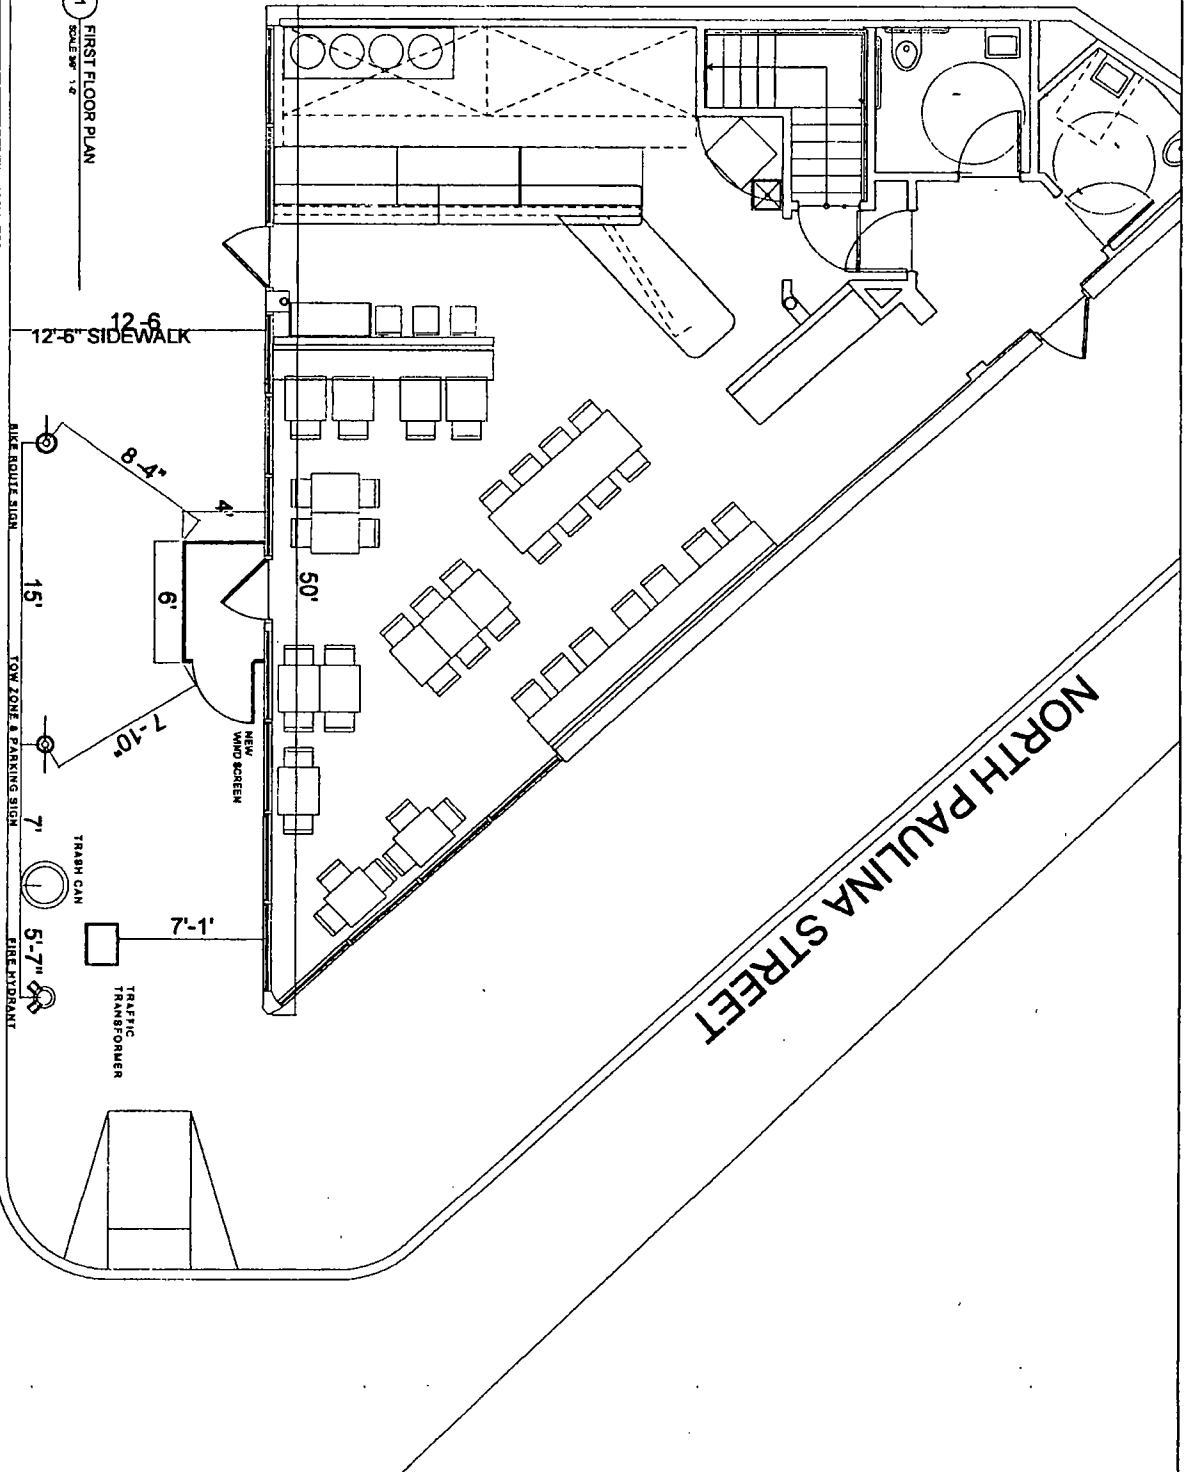 1
FIRST FLOOR PLAN
12-6
12'-6" SIDEWALK
BIKE ROUTE SIGN
8-4"
4'
15'
6'
50'
TOW ZONE & PARKING SIGN
7-10"
NEW
WIND SCREEN
7'
TRASH CAN
7'-1'
5'-7"
FIRE HYDRANT
TRAFFIC
TRANSFORMER
NORTH PAULINA STREET